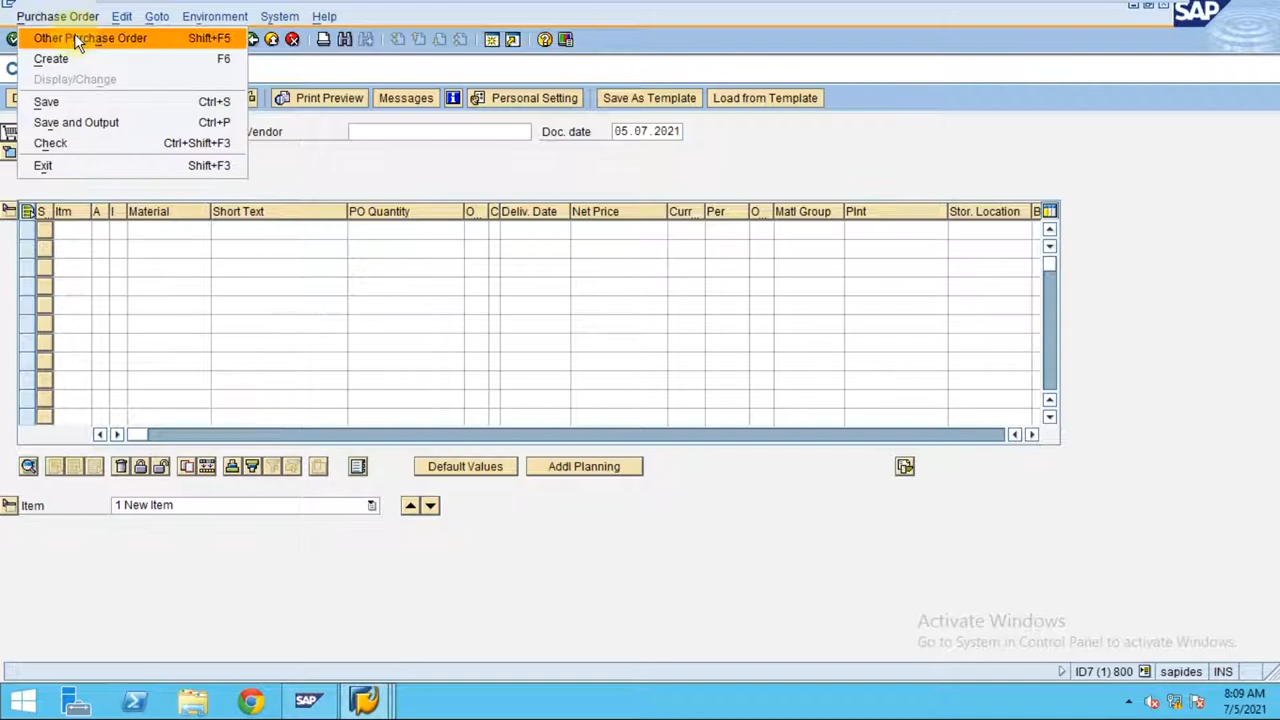 Purchase Order Edit Goto Environment System Help
SAP
Other Purchase Order Shift+F5
Create F6
Display/Change
Save Ctrl+S
Save and Output Ctrl+P
Check Ctrl+Shift+F3
Exit Shift+F3
Print Preview Messages Personal Setting Save As Template Load from Template
Vendor Doc. date 05.07.2021
S... Itm A I Material Short Text PO Quantity O... C Deliv. Date Net Price Curr... Per O... Matl Group Plnt Stor. Location
Default Values Addl Planning
Item 1 New Item
Activate Windows
Go to System in Control Panel to activate Windows.
ID7 (1) 800 sapides INS
SAP
8:09 AM
7/5/2021